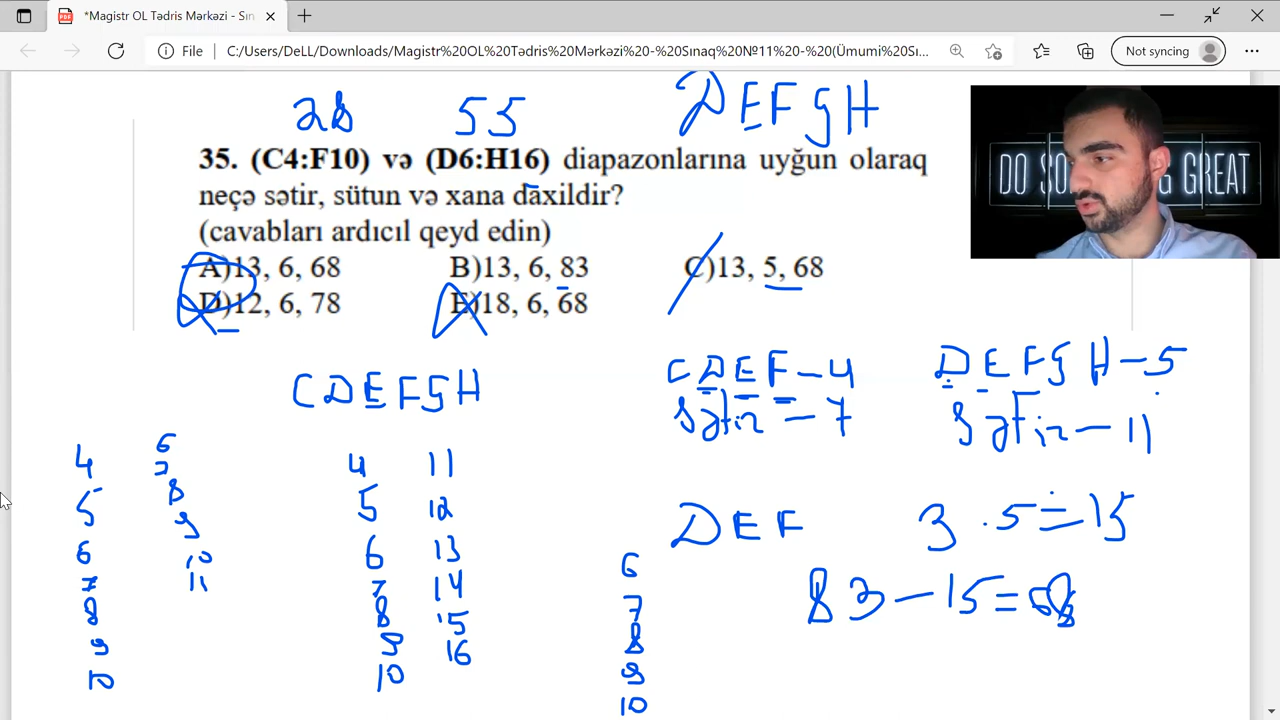 *Magistr OL Tədris Mərkəzi - Sın
File C:/Users/DeLL/Downloads/Magistr%20OL%20Tədris%20Mərkəzi%20-%20Sınaq%20№11%20-%20(Ümumi%20Sı... Not syncing
28 55 DEFGH
DO SO G GREAT
35. (C4:F10) və (D6:H16) diapazonlarına uyğun olaraq
neçə sətir, sütun və xana daxildir?
(cavabları ardıcıl qeyd edin)
A)13, 6, 68 B)13, 6, 83 C)13, 5, 68
D)12, 6, 78 E)18, 6, 68
CDEF-4 DEFGH-5
CDEFGH
Sətir - 7 Sətir - 11
4 6 4 11
5 7 5 12
6 8 6 13
7 9 7 14
8 10 8 15
9 11 9 16
10 10
DEF 3 . 5 = 15
83 - 15 = 68
6
7
8
9
10